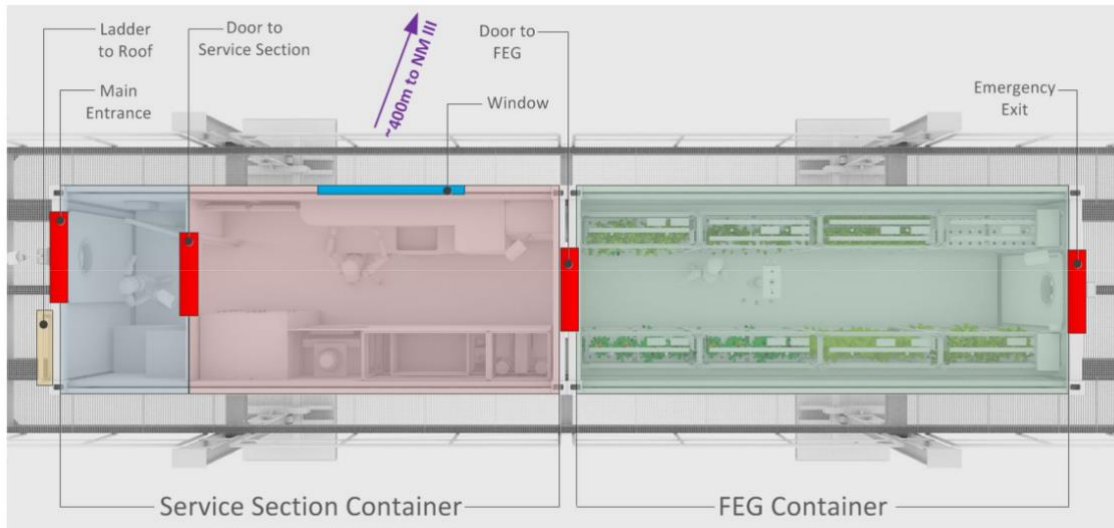 Ladder
to Roof
Door to
Service Section
~400m to NM III
Door to
FEG
Main
Entrance
Window
Emergency
Exit
Service Section Container
FEG Container